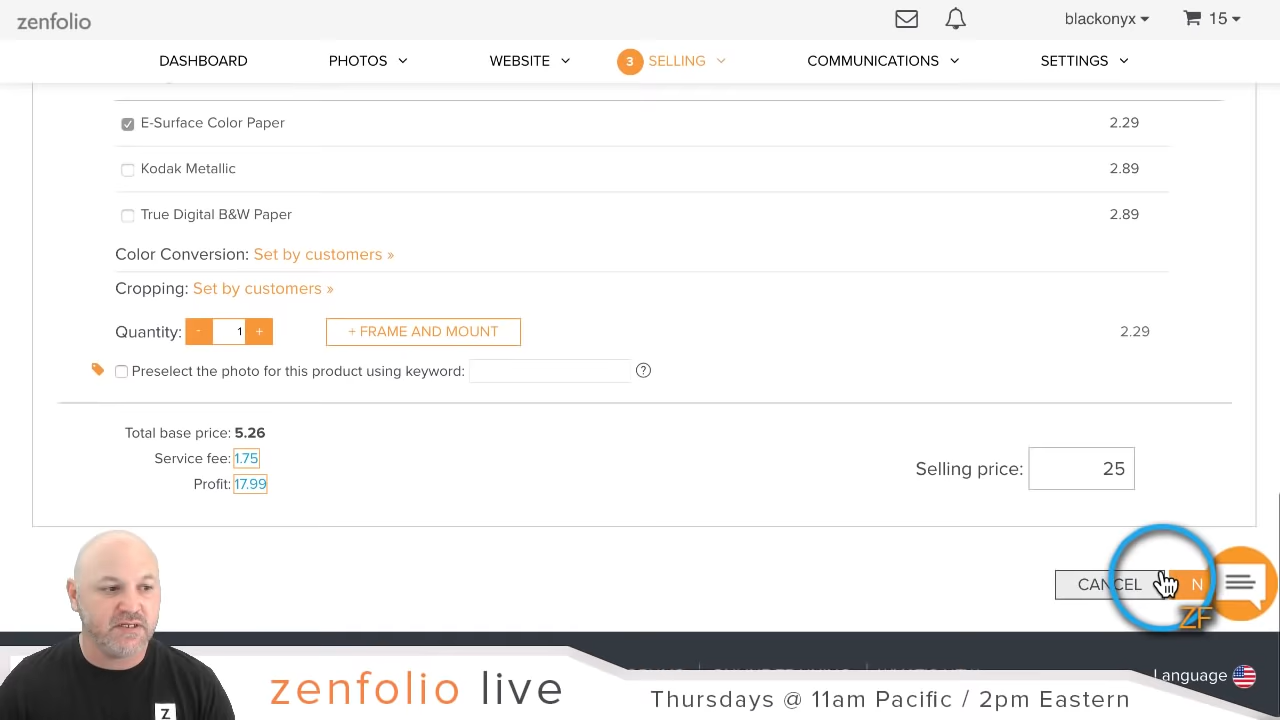 zenfolio
blackonyx
15
DASHBOARD PHOTOS WEBSITE 3 SELLING COMMUNICATIONS SETTINGS
E-Surface Color Paper 2.29
Kodak Metallic 2.89
True Digital B&W Paper 2.89
Color Conversion: Set by customers »
Cropping: Set by customers »
Quantity: - 1 + + FRAME AND MOUNT 2.29
Preselect the photo for this product using keyword: ?
Total base price: 5.26
Service fee: 1.75
Profit: 17.99
Selling price: 25
CANCEL N
ZF
Language
Z
zenfolio live
Thursdays @ 11am Pacific / 2pm Eastern